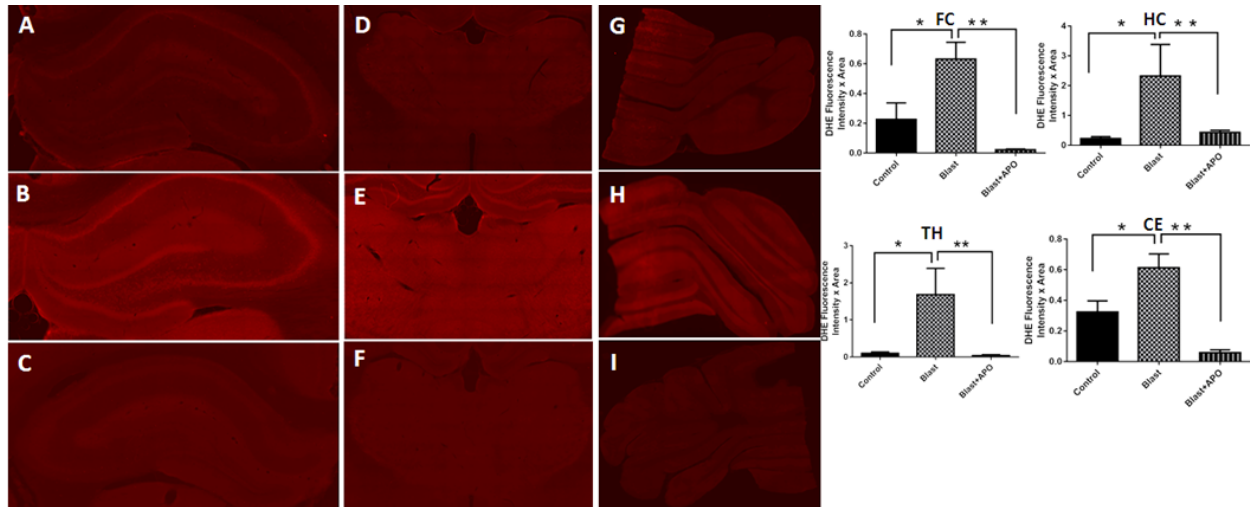 A
D
G
B
E
H
C
F
I
* FC **
DHE Fluorescence
Intensity x Area
0.8
0.6
0.4
0.2
0.0
Control
Blast
Blast+APO
* HC **
DHE Fluorescence
Intensity x Area
4
3
2
1
0
Control
Blast
Blast+APO
TH
* **
DHE Fluorescence
Intensity x Area
3
2
1
0
Control
Blast
Blast+APO
* CE **
DHE Fluorescence
Intensity x Area
0.8
0.6
0.4
0.2
0.0
Control
Blast
Blast+APO